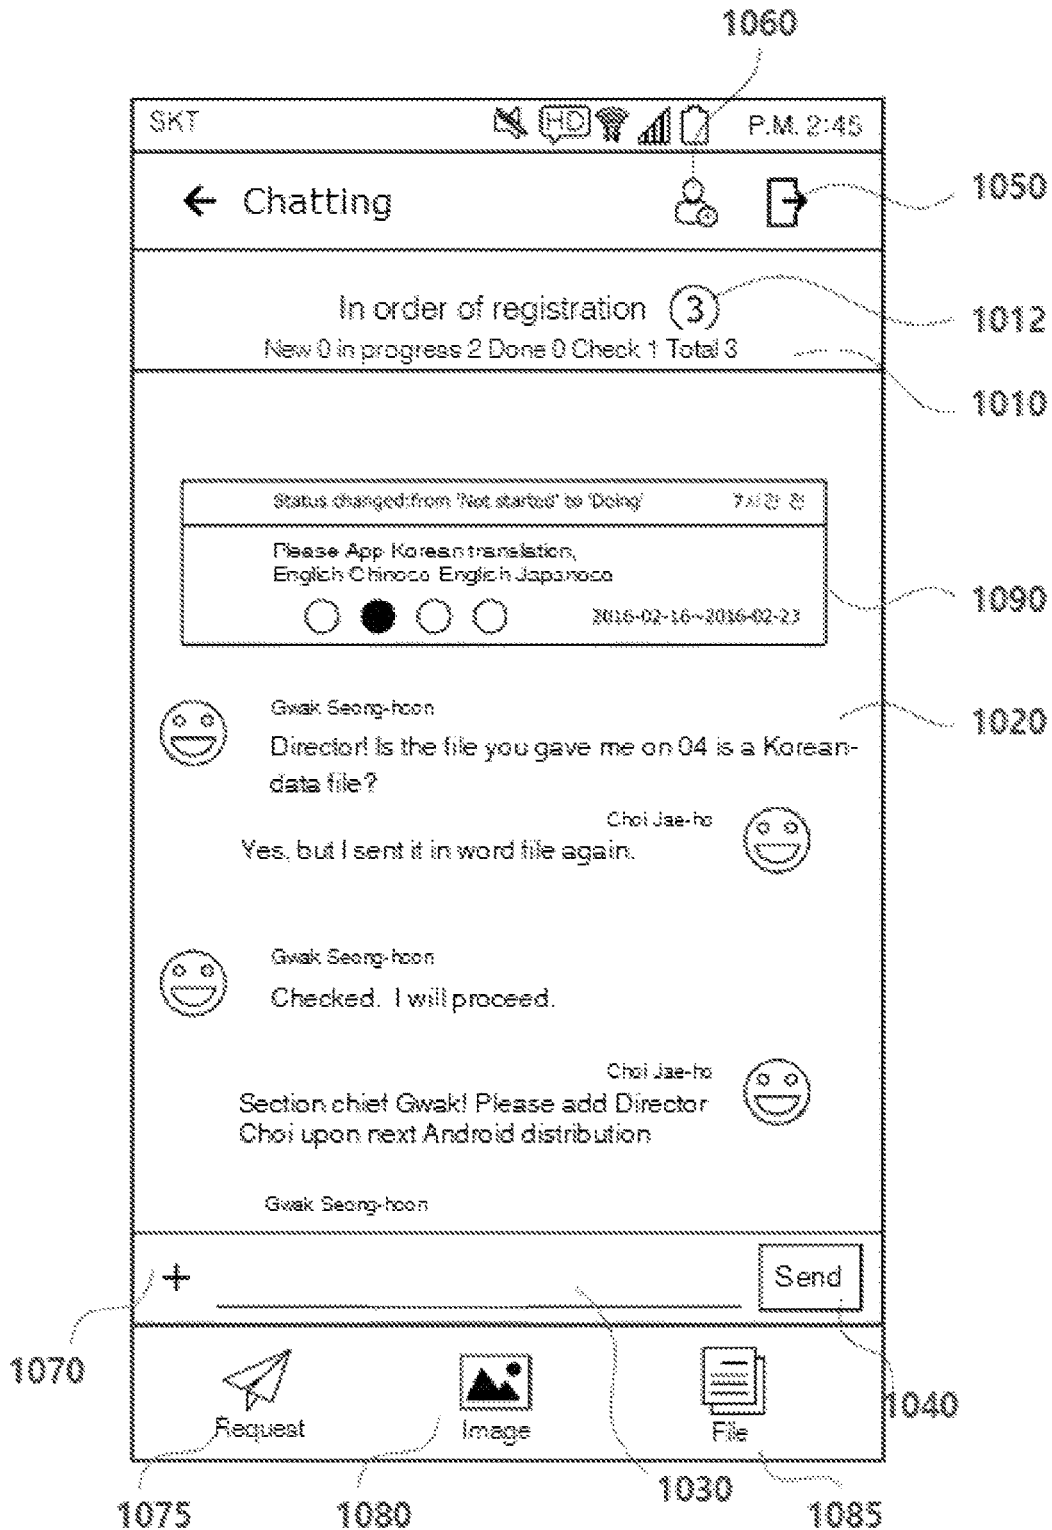 1060
SKT HD P.M. 2:45
← Chatting
1050
In order of registration 3
1012
New 0 in progress 2 Done 0 Check 1 Total 3
1010
Status changed:from 'Not started' to 'Doing'
Please App Korean translation,
English Chinese English Japanese
2016-02-16~2016-02-23
1090
Gwak Seong-hoon
1020
Director! Is the file you gave me on 04 is a Korean-
data file?
Choi Jae-ho
Yes, but I sent it in word file again.
Gwak Seong-hoon
Checked. I will proceed.
Choi Jae-ho
Section chief Gwak! Please add Director
Choi upon next Android distribution
Gwak Seong-hoon
+ Send
1070
Request Image File
1040
1030
1075 1080 1085